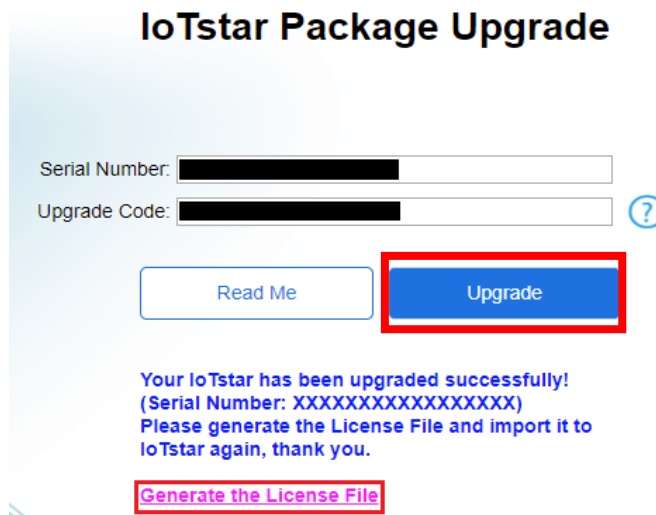 IoTstar Package Upgrade
Serial Number:
Upgrade Code:
?
Read Me
Upgrade
Your IoTstar has been upgraded successfully!
(Serial Number: XXXXXXXXXXXXXXXXX)
Please generate the License File and import it to
IoTstar again, thank you.
Generate the License File